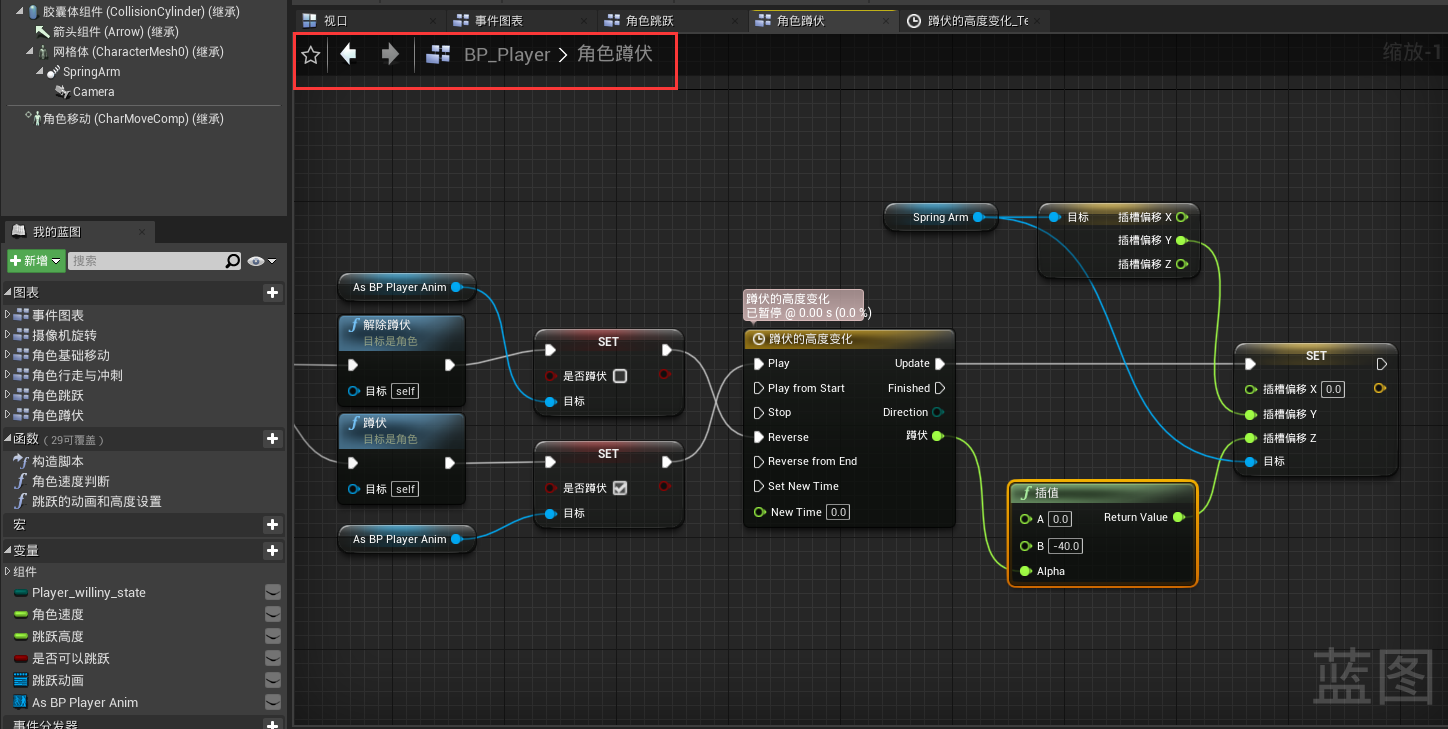 胶囊体组件 (CollisionCylinder) (继承)
箭头组件 (Arrow) (继承)
网格体 (CharacterMesh0) (继承)
SpringArm
Camera
角色移动 (CharMoveComp) (继承)
我的蓝图
新增
搜索
图表
事件图表
摄像机旋转
角色基础移动
角色行走与冲刺
角色跳跃
角色蹲伏
函数 (29可覆盖)
构造脚本
角色速度判断
跳跃的动画和高度设置
宏
变量
组件
Player_williny_state
角色速度
跳跃高度
是否可以跳跃
跳跃动画
As BP Player Anim
事件分发器
视口
事件图表
角色跳跃
角色蹲伏
蹲伏的高度变化_Te
BP_Player > 角色蹲伏
缩放-1
As BP Player Anim
解除蹲伏
目标是角色
目标 self
蹲伏
目标是角色
目标 self
As BP Player Anim
SET
是否蹲伏
目标
SET
是否蹲伏
目标
蹲伏的高度变化
已暂停 @ 0.00 s (0.0 %)
蹲伏的高度变化
Play Update
Play from Start Finished
Stop Direction
Reverse 蹲伏
Reverse from End
Set New Time
New Time 0.0
Spring Arm
目标 插槽偏移 X
插槽偏移 Y
插槽偏移 Z
插值
A 0.0 Return Value
B -40.0
Alpha
SET
插槽偏移 X 0.0
插槽偏移 Y
插槽偏移 Z
目标
蓝图